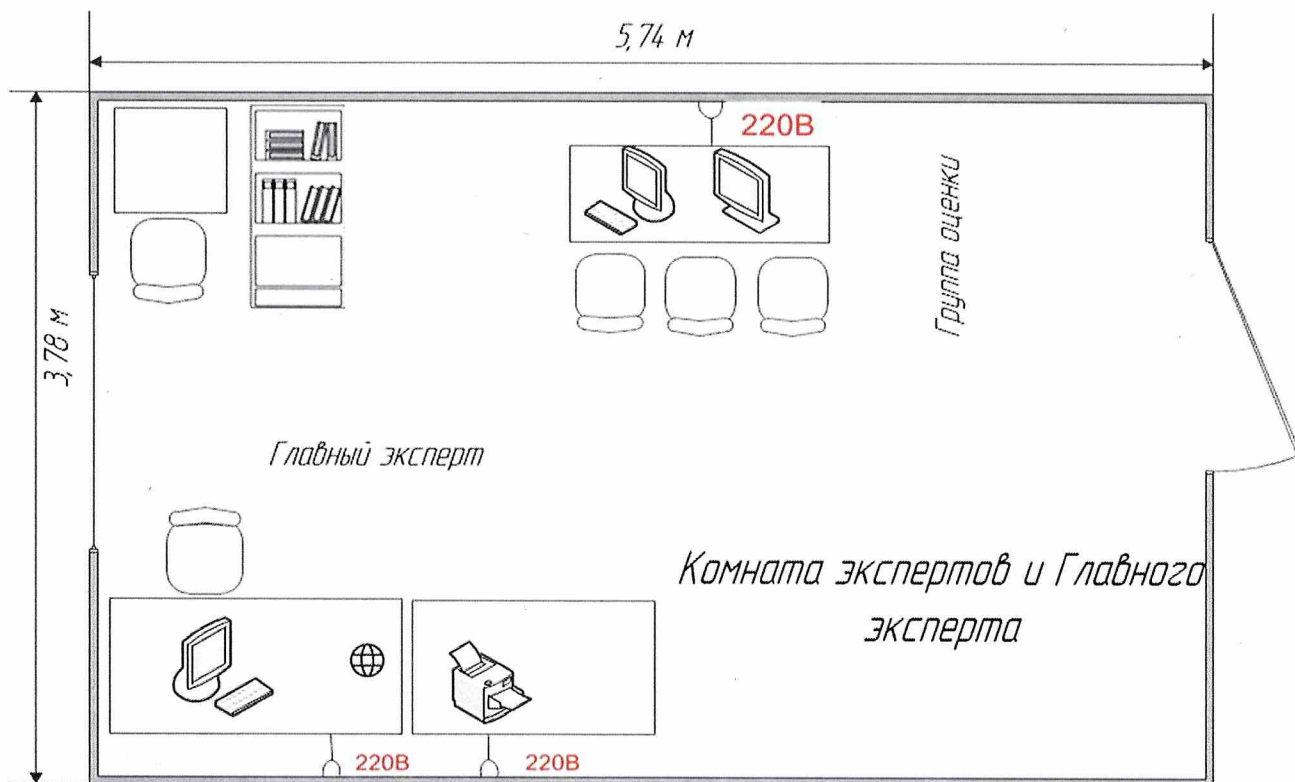 5,74 м
220В
Группа оценки
3,78 м
Главный эксперт
Комната экспертов и Главного
эксперта
220В
220В